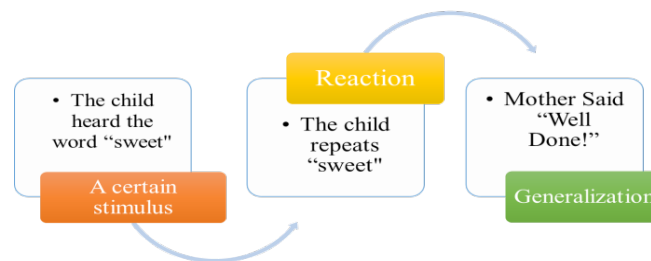 • The child
heard the
word “sweet"
A certain
stimulus
Reaction
• The child
repeats
“sweet"
• Mother Said
“Well
Done!”
Generalization